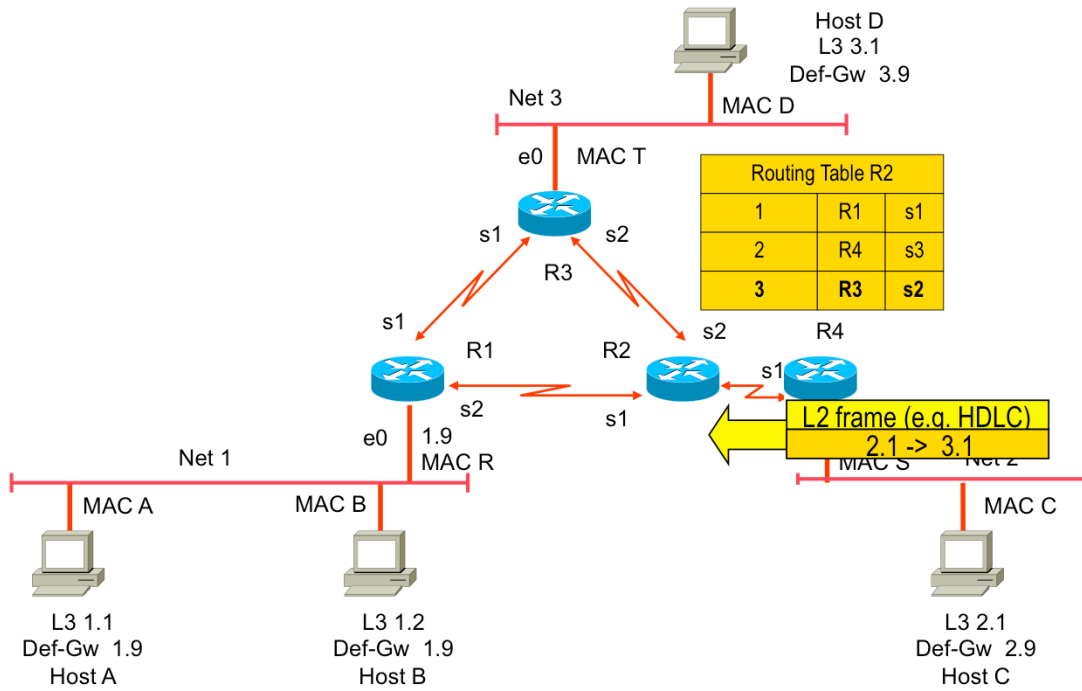 Host D
L3 3.1
Def-Gw 3.9
Net 3
MAC D
e0
MAC T
Routing Table R2
1 R1 s1
2 R4 s3
3 R3 s2
s1
s2
R3
s1
s2
R4
R1
R2
s1
s2
s1
L2 frame (e.g. HDLC)
2.1 -> 3.1
e0
1.9
MAC R
Net 1
MAC S
Net 2
MAC A
MAC B
MAC C
L3 1.1
Def-Gw 1.9
Host A
L3 1.2
Def-Gw 1.9
Host B
L3 2.1
Def-Gw 2.9
Host C